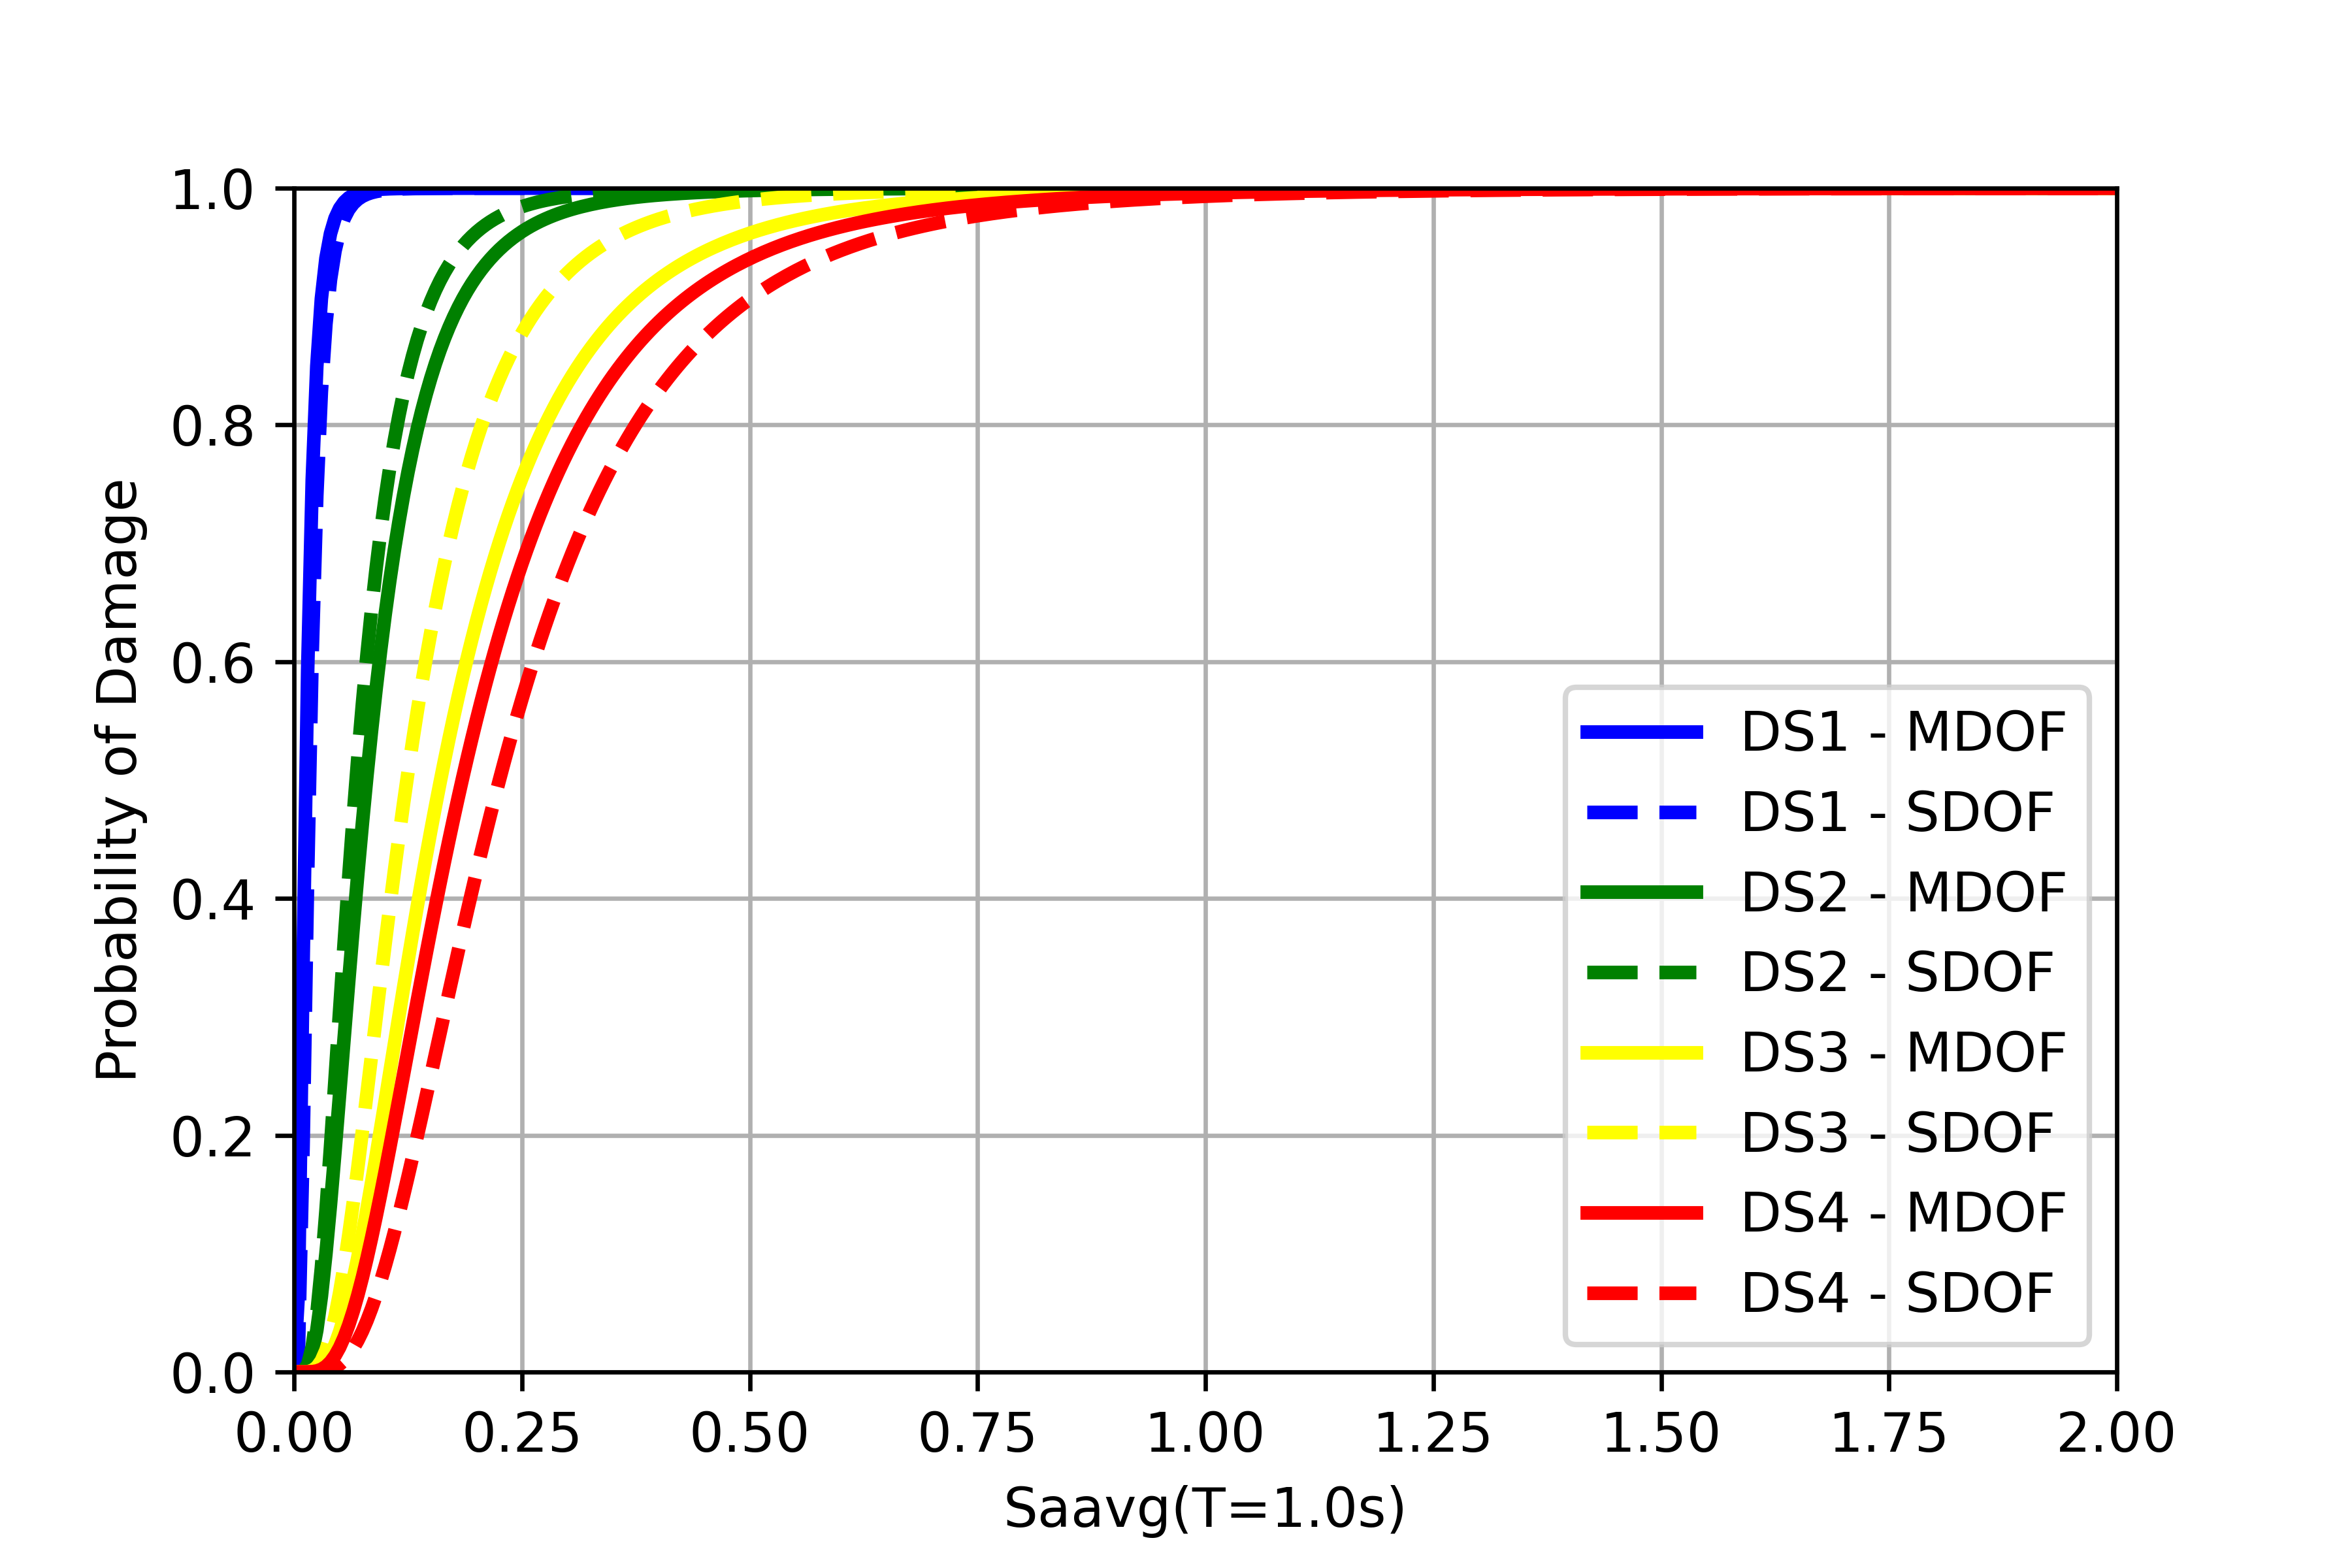 1.0
0.8
0.6
0.4
0.2
0.0
Probability of Damage
0.00 0.25 0.50 0.75 1.00 1.25 1.50 1.75 2.00
Saavg(T=1.0s)
DS1 - MDOF
DS1 - SDOF
DS2 - MDOF
DS2 - SDOF
DS3 - MDOF
DS3 - SDOF
DS4 - MDOF
DS4 - SDOF